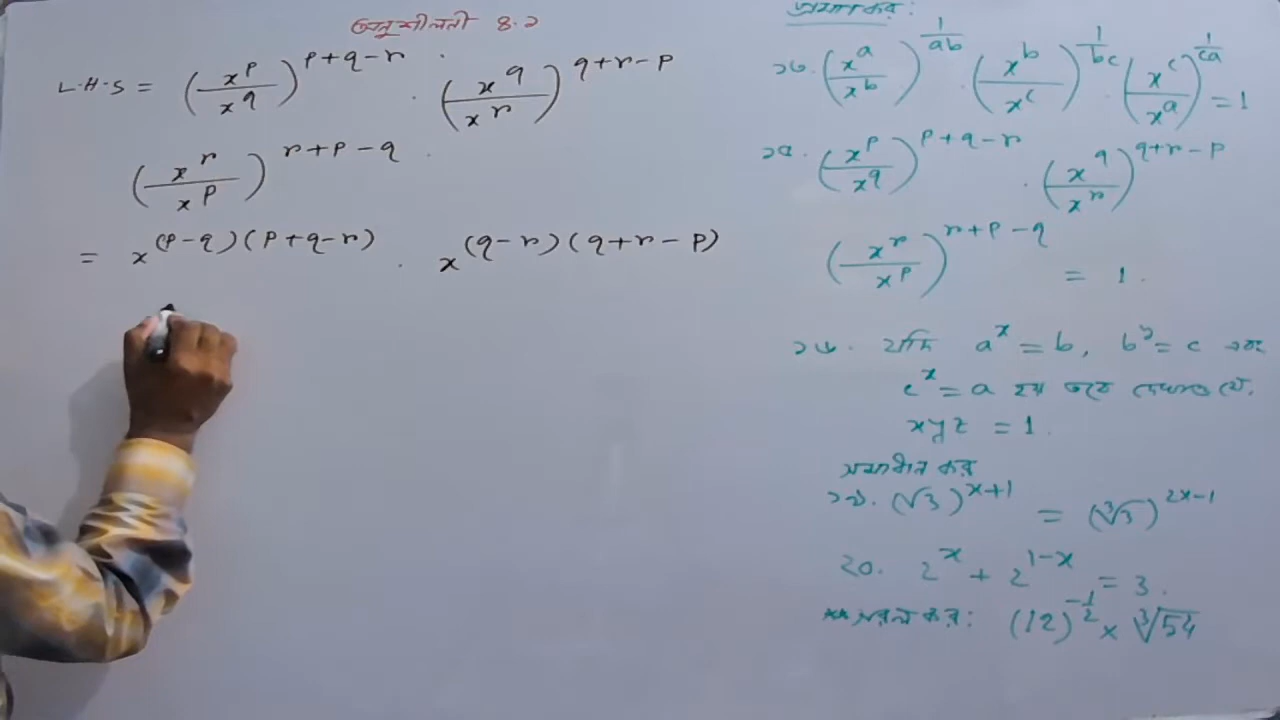 অনুশীলনী ৪.১
L.H.S = (x^p/x^q)^(p+q-r) . (x^q/x^r)^(q+r-p) .
(x^r/x^p)^(r+p-q)
= x^(p-q)(p+q-r) . x^(q-r)(q+r-p)
প্রমাণ কর:
১৬. (x^a/x^b)^(1/ab) . (x^b/x^c)^(1/bc) . (x^c/x^a)^(1/ca) = 1
১৭. (x^p/x^q)^(p+q-r) . (x^q/x^r)^(q+r-p)
(x^r/x^p)^(r+p-q) = 1.
১৮. যদি a^x = b, b^y = c এবং
c^x = a হয় তবে দেখাও যে,
xyz = 1.
সমাধান কর
১৯. (√3)^(x+1) = (∛3)^(2x-1)
২০. 2^x + 2^(1-x) = 3.
** সরল কর: (12)^(-1/2) × ∛54